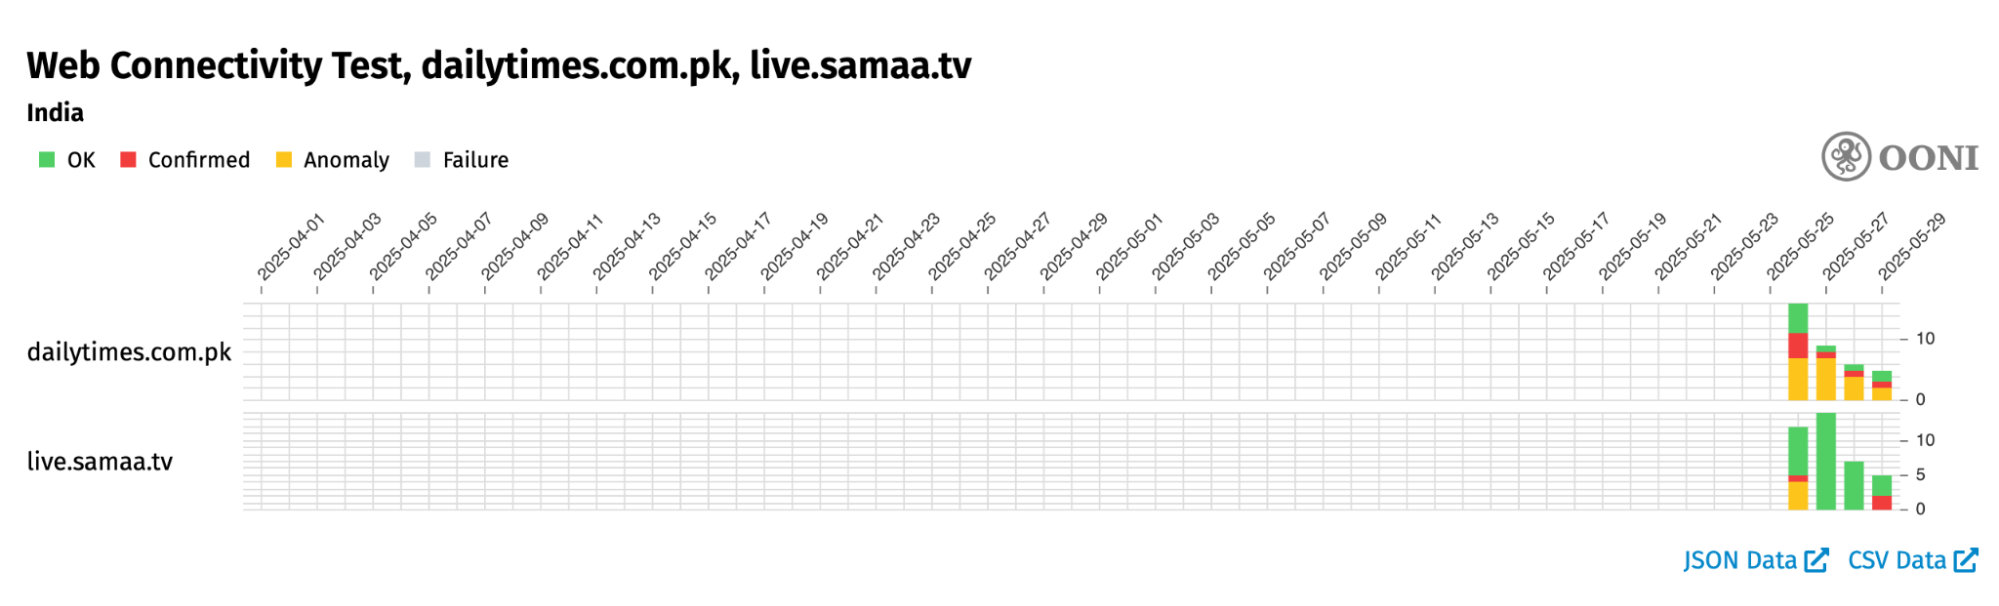 Web Connectivity Test, dailytimes.com.pk, live.samaa.tv
India
OK Confirmed Anomaly Failure
OONI
2025-04-01 2025-04-03 2025-04-05 2025-04-07 2025-04-09 2025-04-11 2025-04-13 2025-04-15 2025-04-17 2025-04-19 2025-04-21 2025-04-23 2025-04-25 2025-04-27 2025-04-29 2025-05-01 2025-05-03 2025-05-05 2025-05-07 2025-05-09 2025-05-11 2025-05-13 2025-05-15 2025-05-17 2025-05-19 2025-05-21 2025-05-23 2025-05-25 2025-05-27 2025-05-29
10
dailytimes.com.pk
0
10
live.samaa.tv
5
0
JSON Data CSV Data